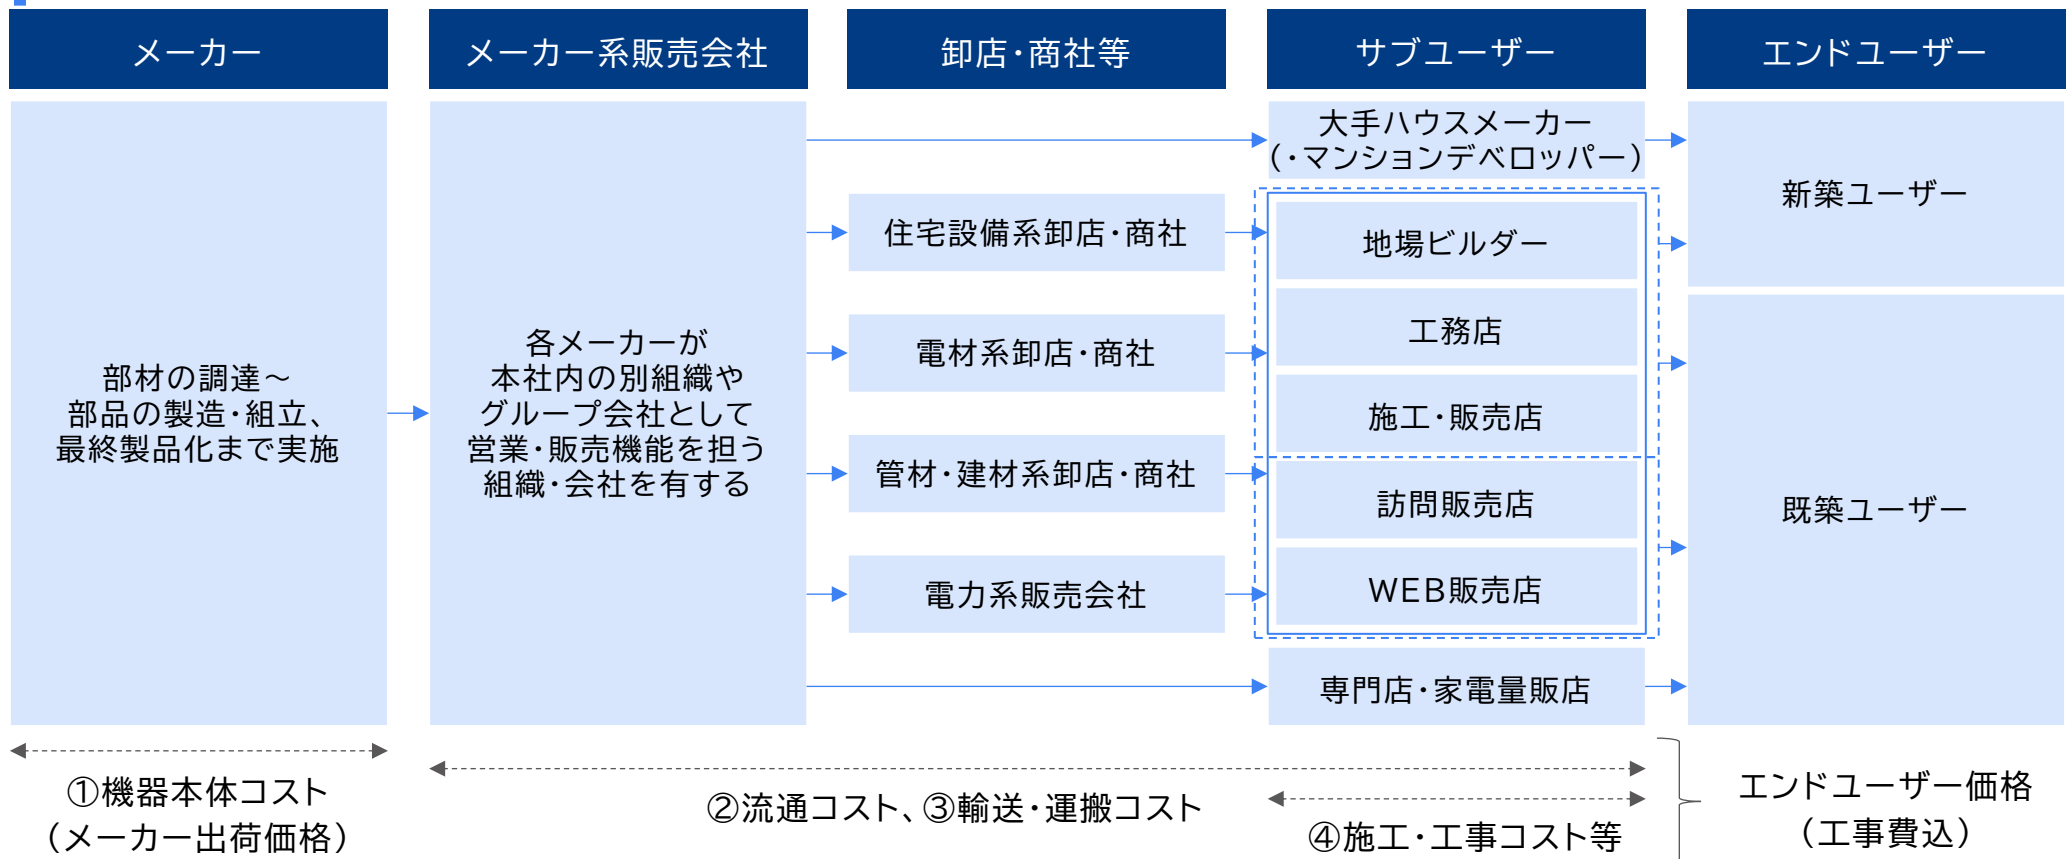 メーカー
メーカー系販売会社
卸店・商社等
サブユーザー
エンドユーザー
部材の調達～
部品の製造・組立、
最終製品化まで実施
各メーカーが
本社内の別組織や
グループ会社として
営業・販売機能を担う
組織・会社を有する
住宅設備系卸店・商社
電材系卸店・商社
管材・建材系卸店・商社
電力系販売会社
大手ハウスメーカー
（・マンションデベロッパー）
地場ビルダー
工務店
施工・販売店
訪問販売店
WEB販売店
専門店・家電量販店
新築ユーザー
既築ユーザー
①機器本体コスト
（メーカー出荷価格）
②流通コスト、③輸送・運搬コスト
④施工・工事コスト等
エンドユーザー価格
（工事費込）